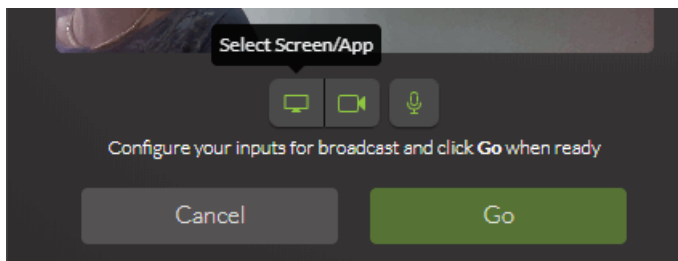 Select Screen/App
Configure your inputs for broadcast and click Go when ready
Cancel
Go